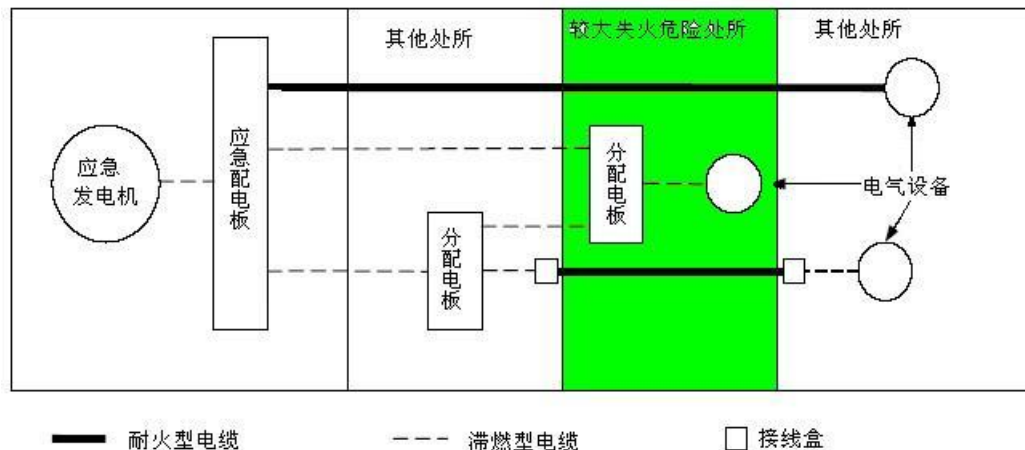 其他处所
较大失火危险处所
其他处所
应急
发电机
应急配电板
分配电板
电气设备
分配电板
耐火型电缆
滞燃型电缆
接线盒